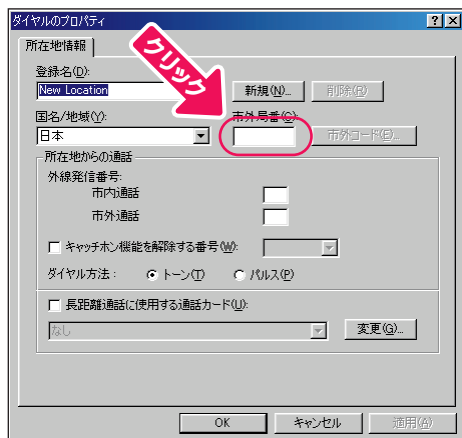 ダイヤルのプロパティ
所在地情報
クリック
登録名(D):
New Location
新規(N)...
削除(R)
国名/地域(Y):
市外局番(C):
日本
市外コード(E)...
所在地からの通話
外線発信番号:
市内通話
市外通話
キャッチホン機能を解除する番号(W):
ダイヤル方法:
トーン(T)
パルス(P)
長距離通話に使用する通話カード(U):
なし
変更(G)...
OK
キャンセル
適用(A)